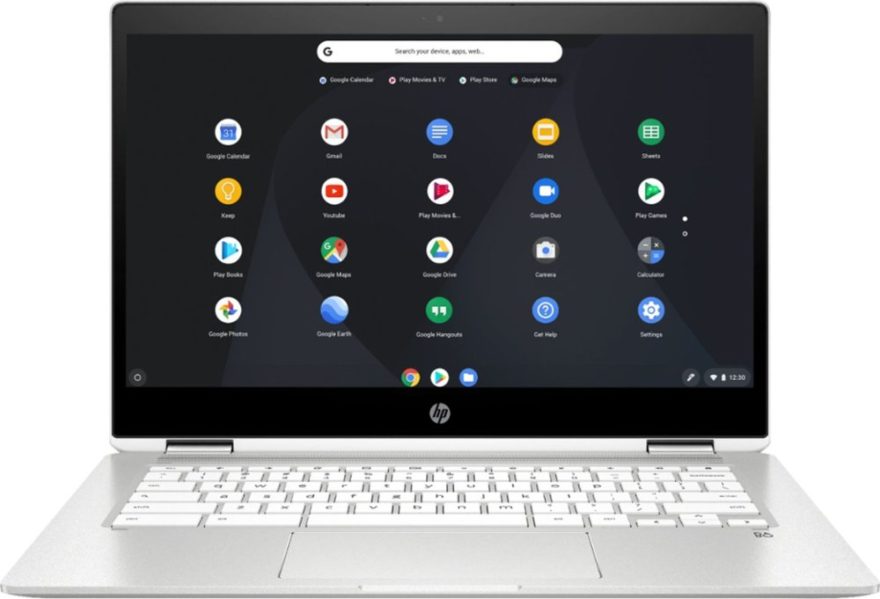 G Search your device, apps, web...
Google Calendar Play Movies & TV Play Store Google Maps
31
Google Calendar Gmail Docs Slides Sheets
Keep Youtube Play Movies &... Google Duo Play Games
Play Books Google Maps Google Drive Camera Calculator
Google Photos Google Earth Google Hangouts Get Help Settings
12:30
hp
q w e r t y u i o p
a s d f g h j k l
z x c v b n m